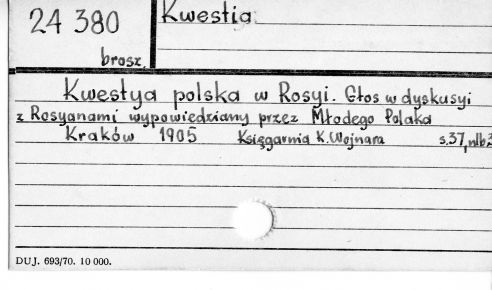 24 380
brosz.
Kwestia
Kwestya polska w Rosyi. Głos w dyskusyi
z Rosyanami wypowiedziany przez Młodego Polaka
Kraków 1905 Księgarnia K. Wojnara s. 37, nlb
DUJ. 693/70. 10 000.